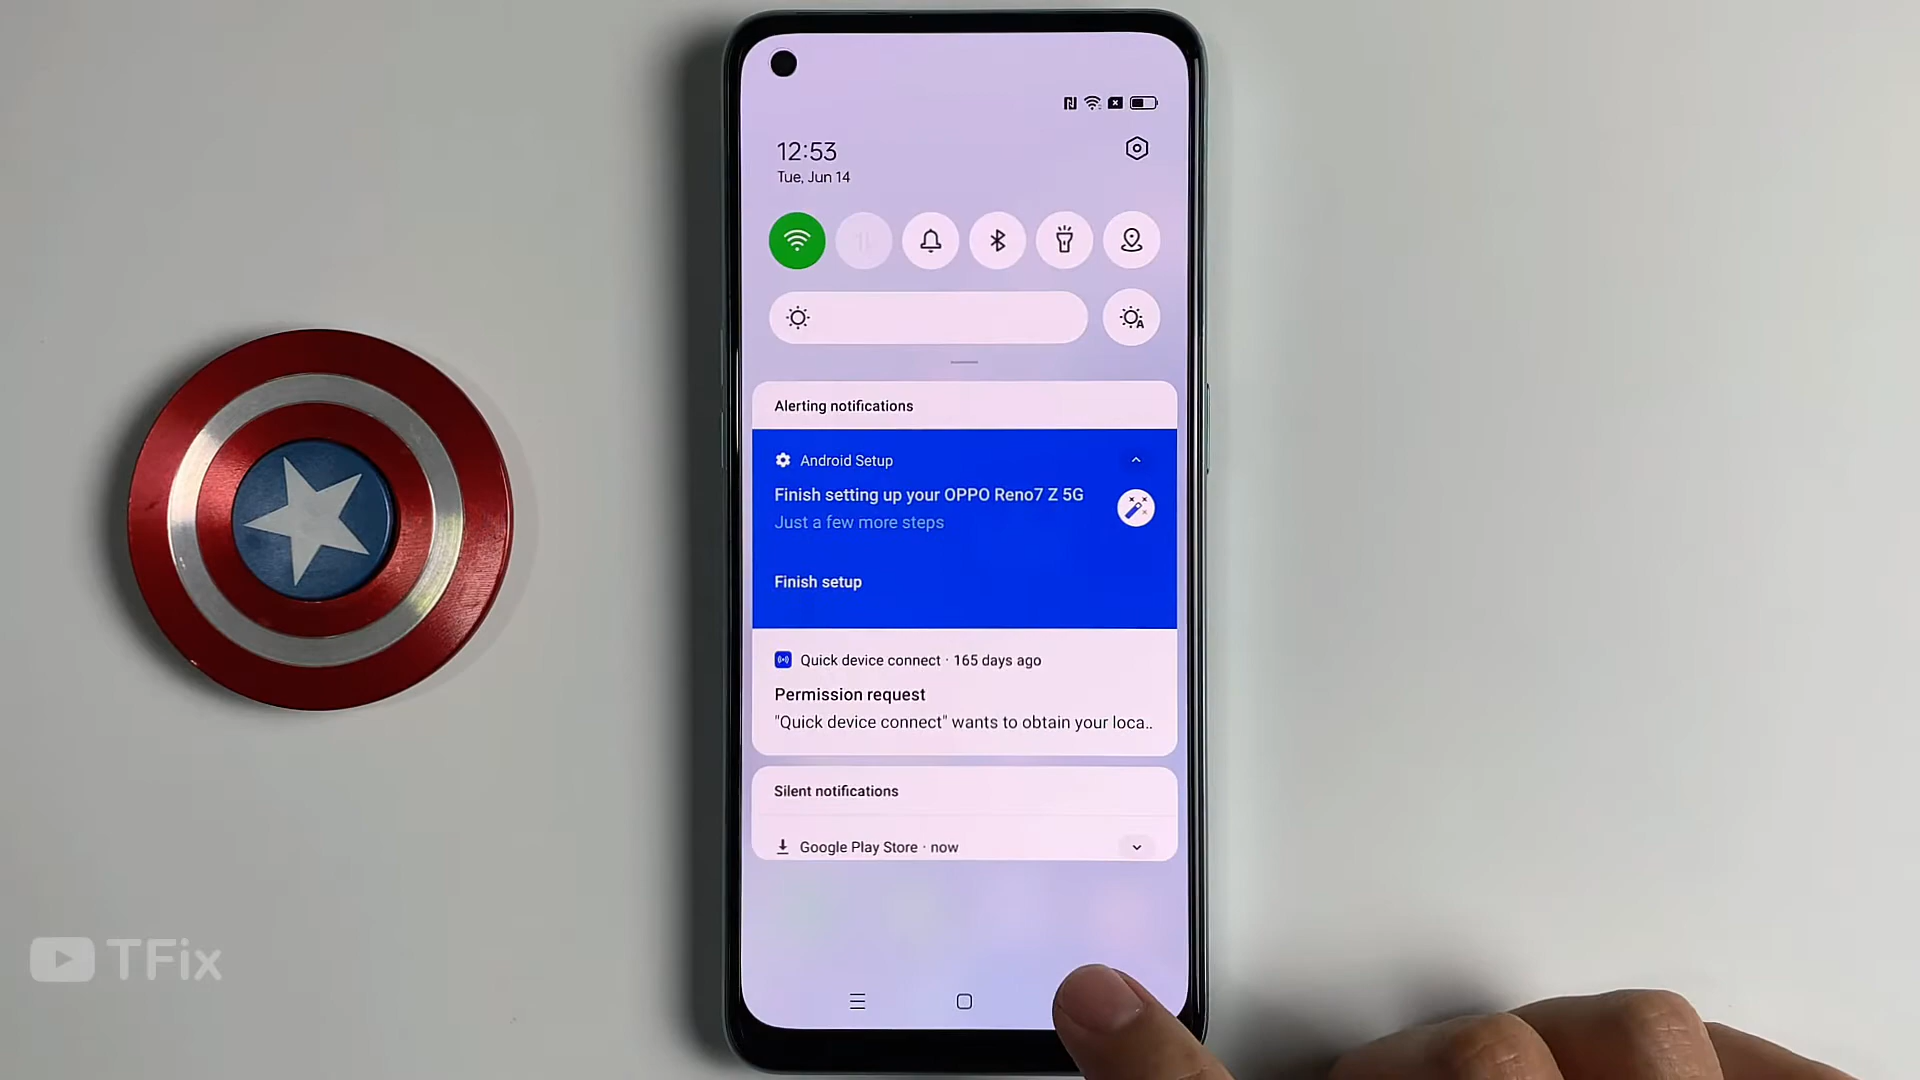 12:53
Tue, Jun 14
A
Alerting notifications
Android Setup
Finish setting up your OPPO Reno7 Z 5G
Just a few more steps
Finish setup
Quick device connect · 165 days ago
Permission request
"Quick device connect" wants to obtain your loca..
Silent notifications
Google Play Store · now
TFix